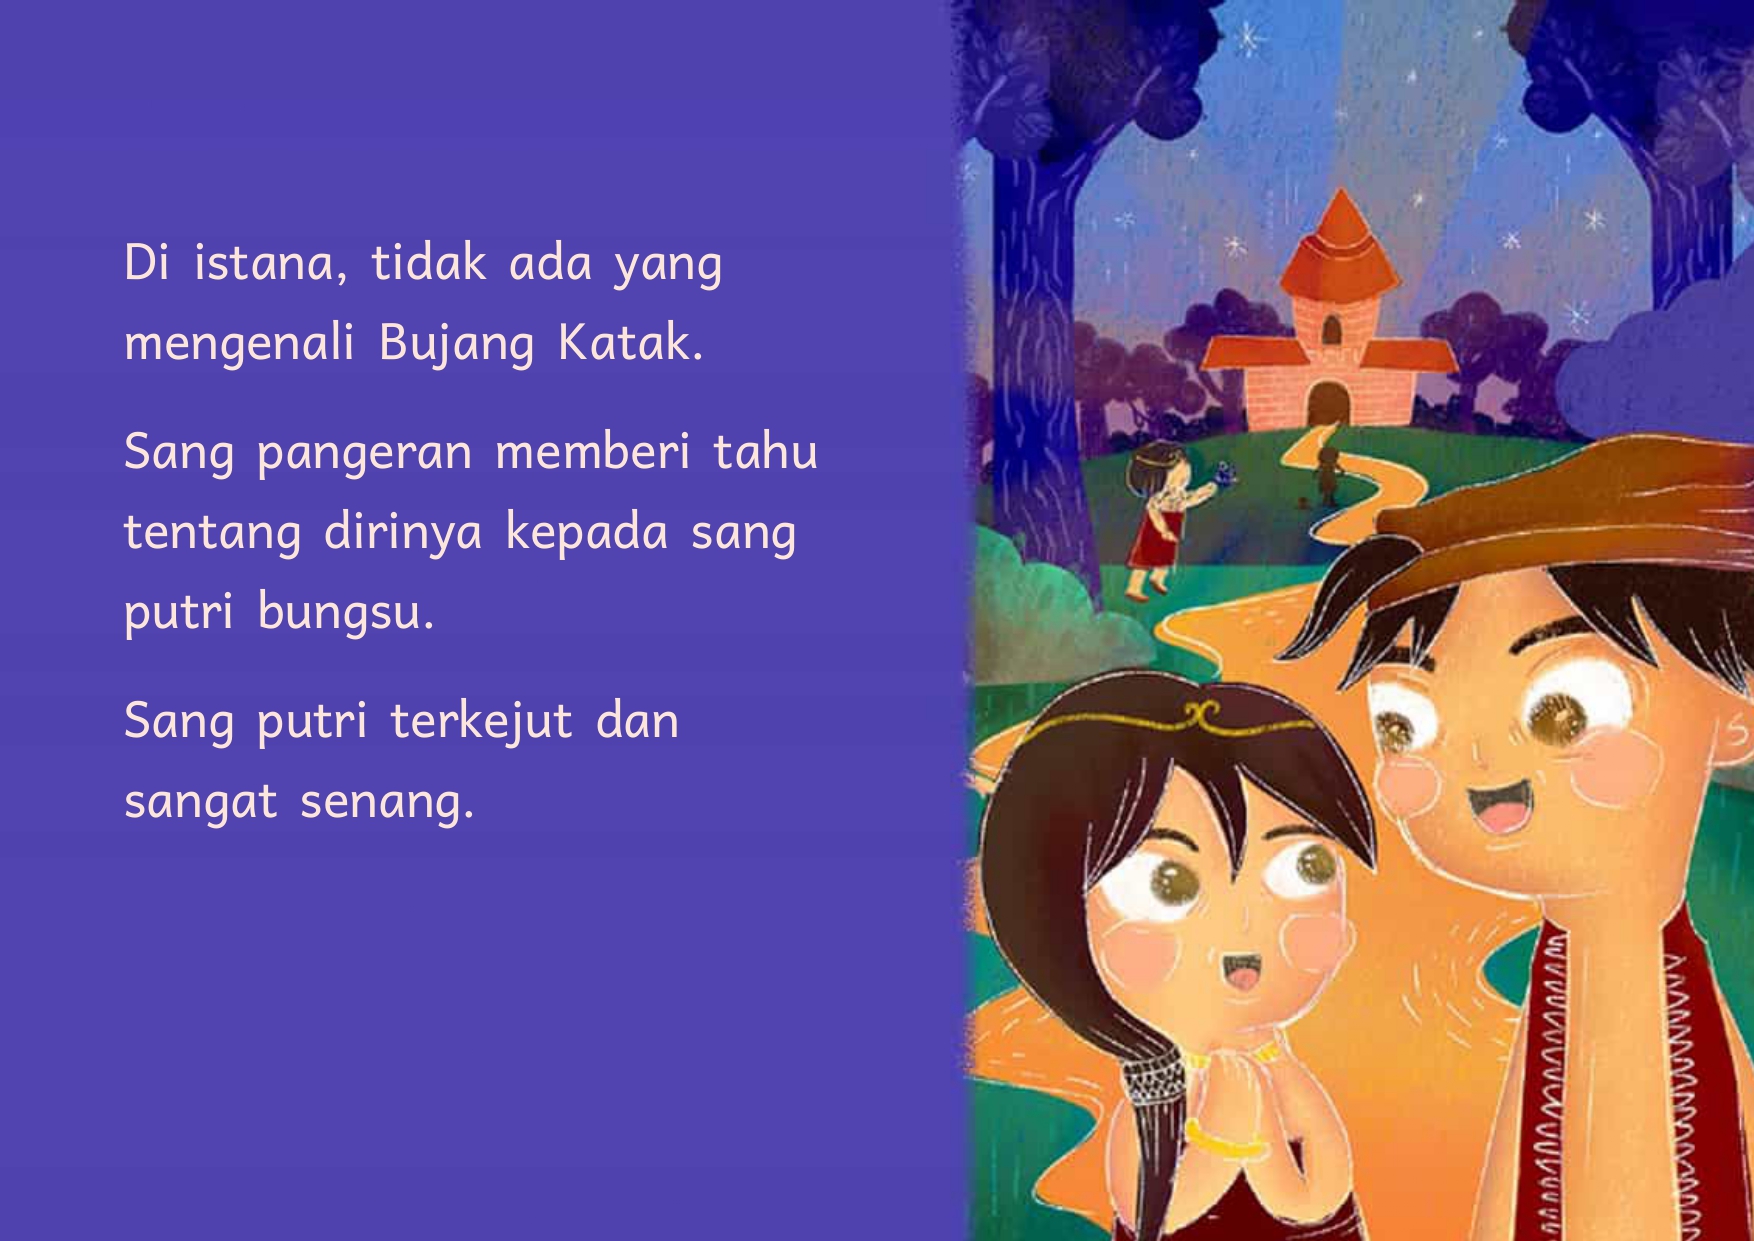 Di istana, tidak ada yang
mengenali Bujang Katak.
Sang pangeran memberi tahu
tentang dirinya kepada sang
putri bungsu.
Sang putri terkejut dan
sangat senang.